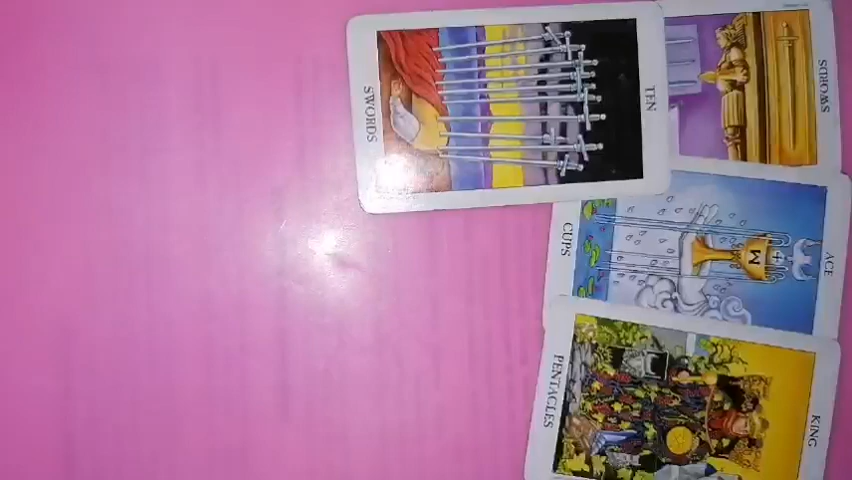 TEN
SWORDS
SWORDS
ACE
CUPS
KING
PENTACLES